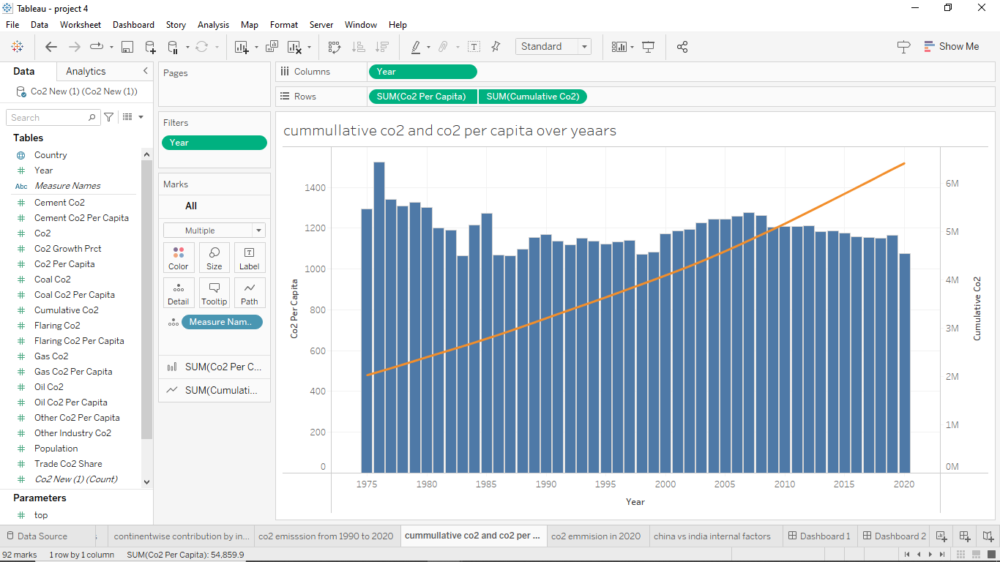 Tableau - project 4
File Data Worksheet Dashboard Story Analysis Map Format Server Window Help
Standard
Show Me
Data Analytics
Co2 New (1) (Co2 New (1))
Search
Tables
Country
Year
Abc Measure Names
Cement Co2
Cement Co2 Per Capita
Co2
Co2 Growth Prct
Co2 Per Capita
Coal Co2
Coal Co2 Per Capita
Cumulative Co2
Flaring Co2
Flaring Co2 Per Capita
Gas Co2
Gas Co2 Per Capita
Oil Co2
Oil Co2 Per Capita
Other Co2 Per Capita
Other Industry Co2
Population
Trade Co2 Share
Co2 New (1) (Count)
Parameters
top
Pages
Filters
Year
Marks
All
Multiple
Color Size Label
Detail Tooltip Path
Measure Nam..
SUM(Co2 Per C...
SUM(Cumulati...
Columns Year
Rows SUM(Co2 Per Capita) SUM(Cumulative Co2)
cummullative co2 and co2 per capita over yeaars
Co2 Per Capita
1400
1200
1000
800
600
400
200
0
6M
5M
4M
3M
2M
1M
0M
Cumulative Co2
1975 1980 1985 1990 1995 2000 2005 2010 2015 2020
Year
Data Source continentwise contribution by in... co2 emisssion from 1990 to 2020 cummullative co2 and co2 per ... co2 emmision in 2020 china vs india internal factors Dashboard 1 Dashboard 2
92 marks 1 row by 1 column SUM(Co2 Per Capita): 54,859.9